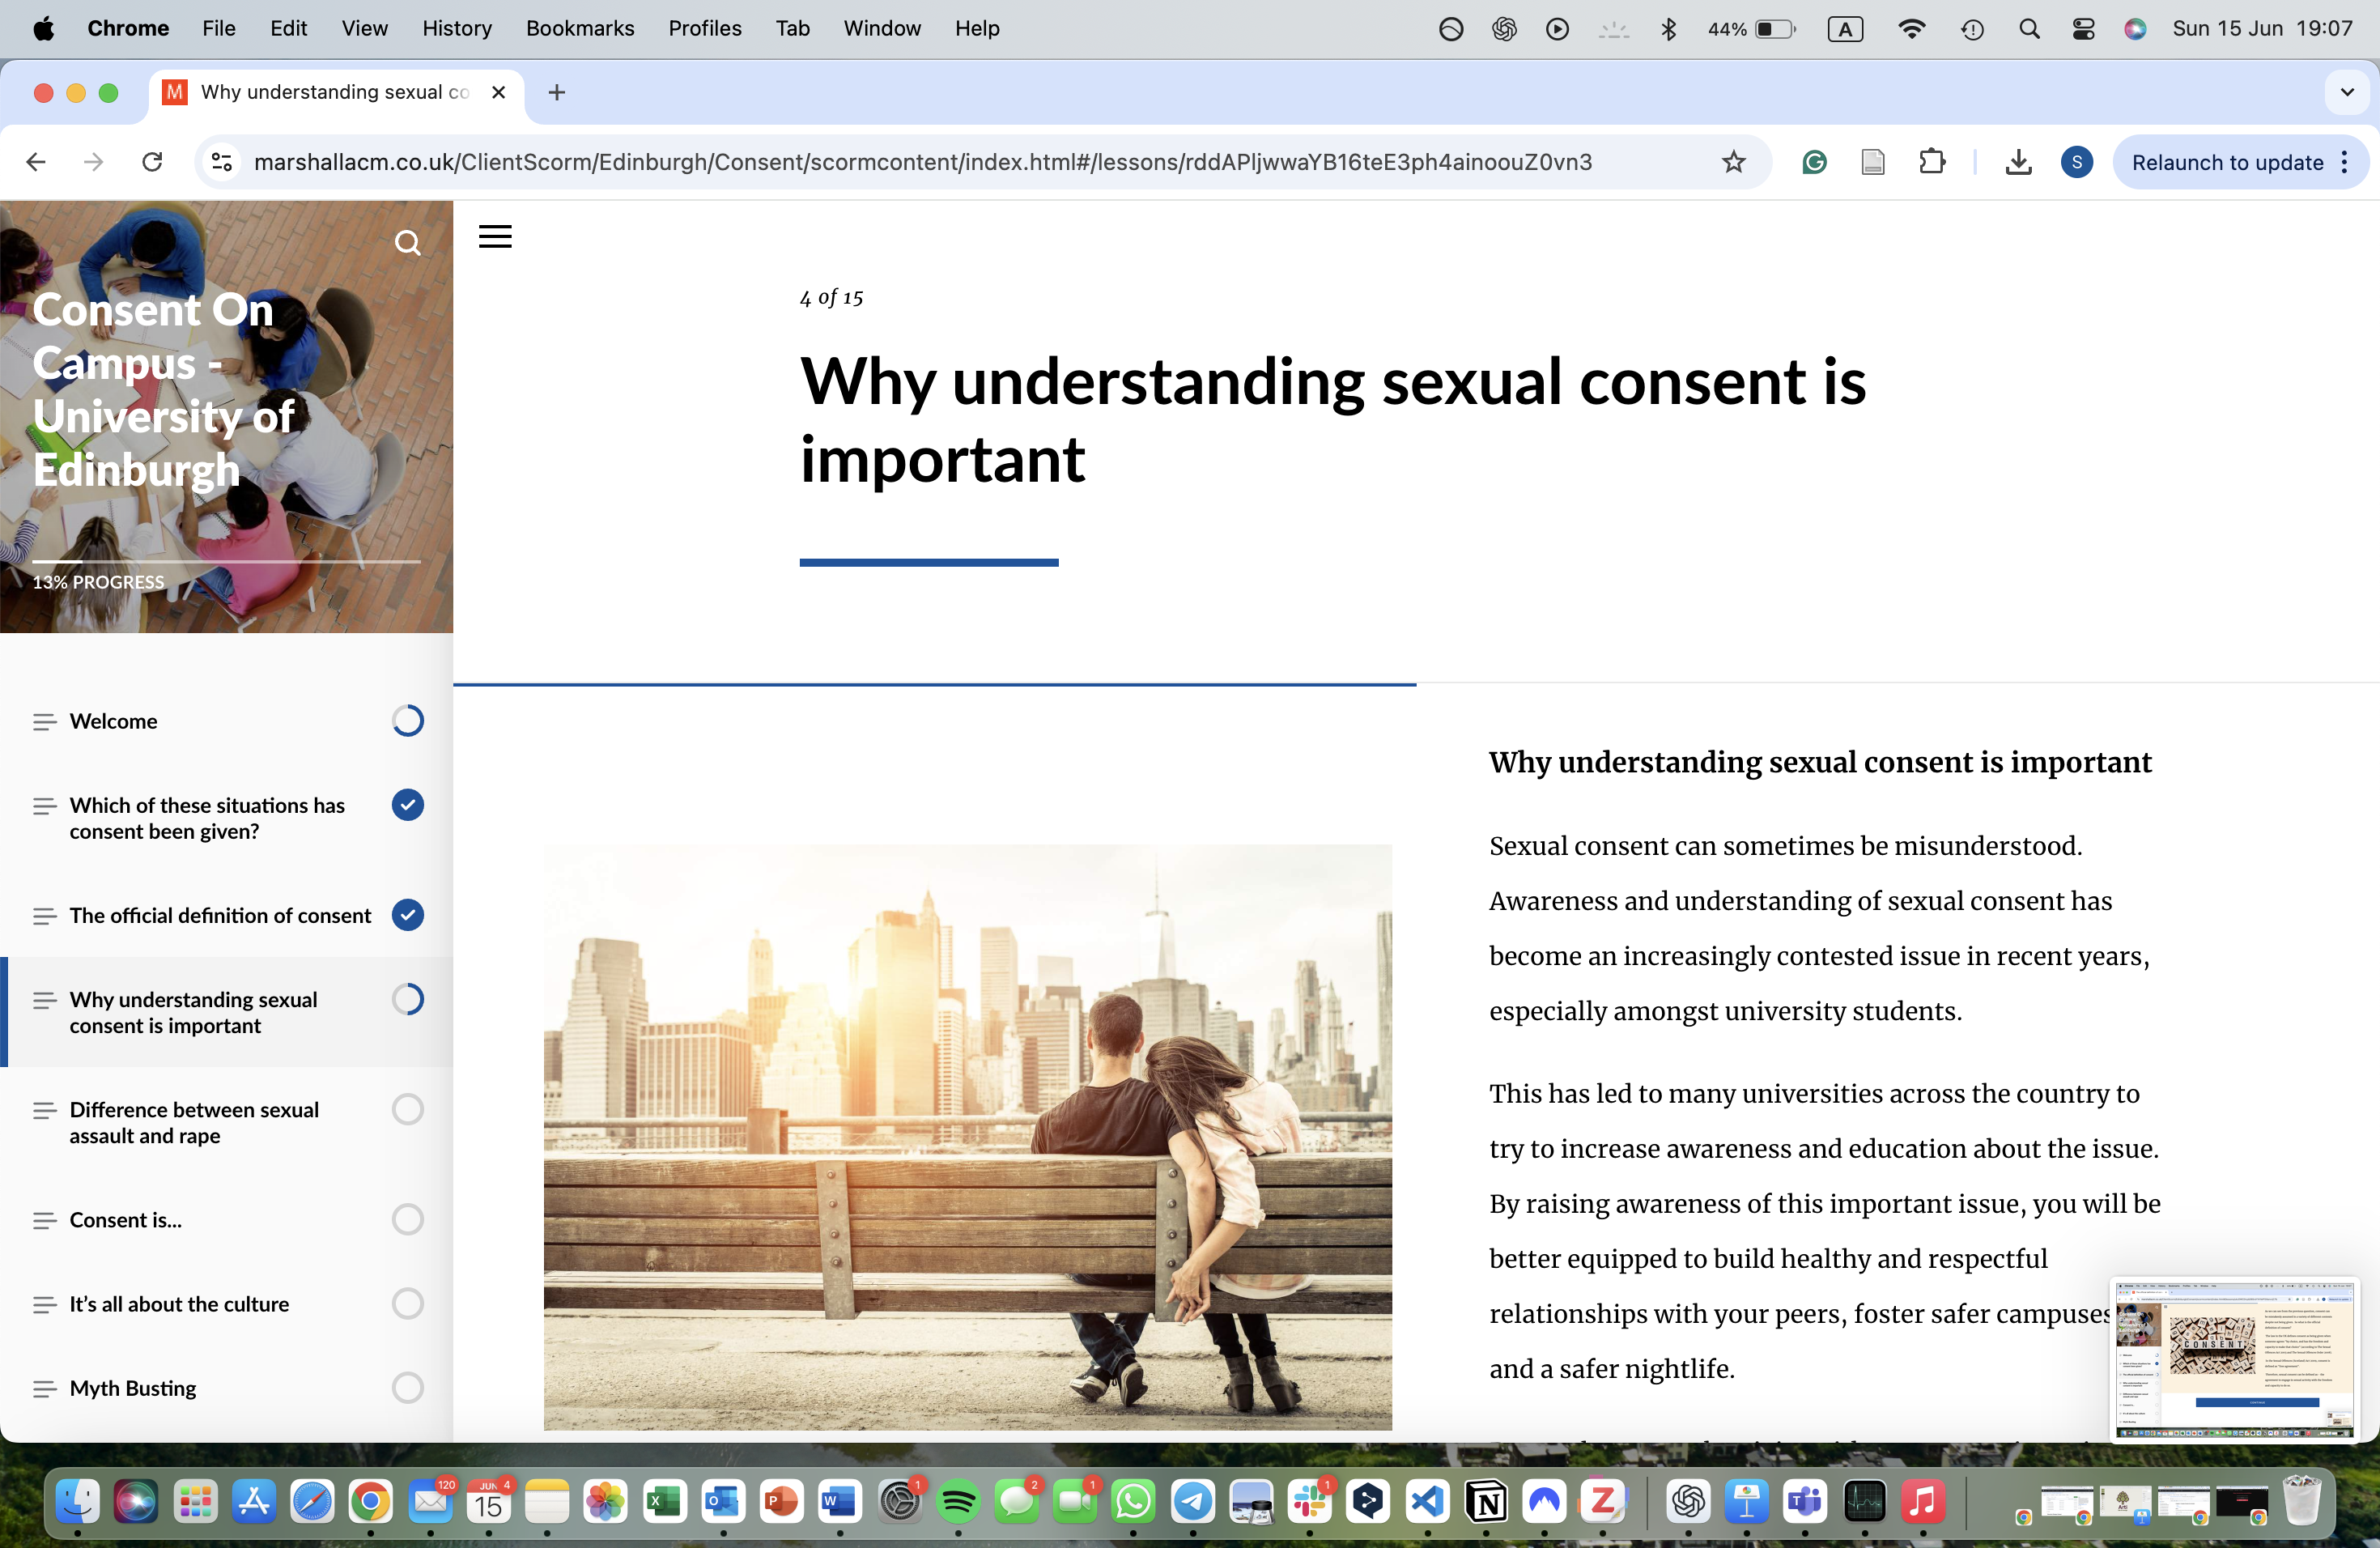 Chrome File Edit View History Bookmarks Profiles Tab Window Help 44% A Sun 15 Jun 19:07
M Why understanding sexual co
marshallacm.co.uk/ClientScorm/Edinburgh/Consent/scormcontent/index.html#/lessons/rddAPljwwaYB16teE3ph4ainoouZ0vn3 S Relaunch to update
Consent On
Campus -
University of
Edinburgh
13% PROGRESS
Welcome
Which of these situations has
consent been given?
The official definition of consent
Why understanding sexual
consent is important
Difference between sexual
assault and rape
Consent is...
It’s all about the culture
Myth Busting
4 of 15
Why understanding sexual consent is
important
Why understanding sexual consent is important
Sexual consent can sometimes be misunderstood.
Awareness and understanding of sexual consent has
become an increasingly contested issue in recent years,
especially amongst university students.
This has led to many universities across the country to
try to increase awareness and education about the issue.
By raising awareness of this important issue, you will be
better equipped to build healthy and respectful
relationships with your peers, foster safer campuses
and a safer nightlife.
CONSENT
120 JUN 4 1 2 1 1
15 X O P W N Z T